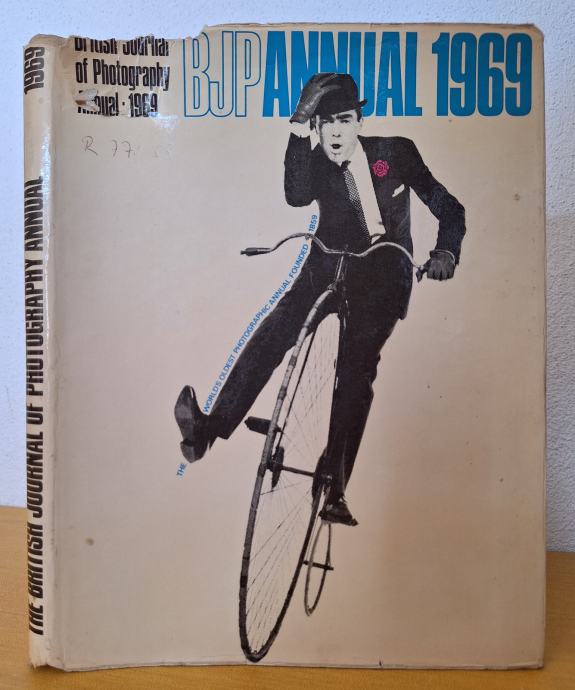 1969
THE BRITISH JOURNAL OF PHOTOGRAPHY ANNUAL
British Journal
of Photography
Annual · 1969
BJP ANNUAL 1969
R 77.
THE WORLD'S OLDEST PHOTOGRAPHIC ANNUAL FOUNDED 1859